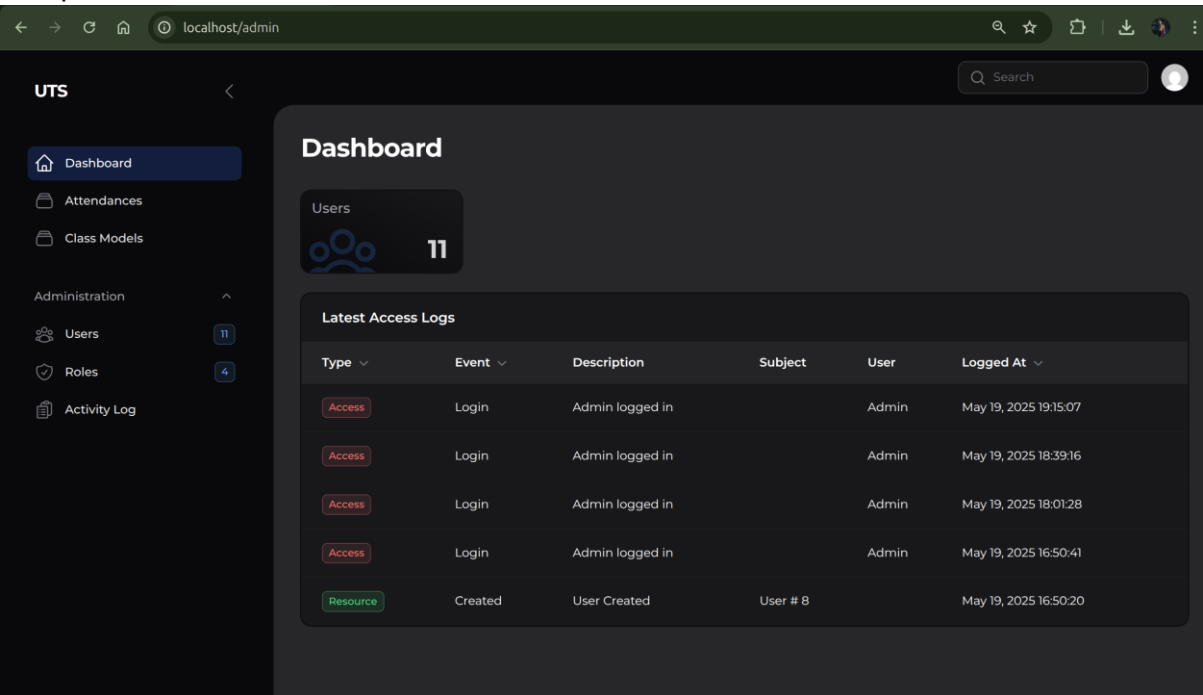 localhost/admin
UTS
Search
Dashboard
Attendances
Class Models
Administration
Users 11
Roles 4
Activity Log
Dashboard
Users
11
Latest Access Logs
Type Event Description Subject User Logged At
Access Login Admin logged in Admin May 19, 2025 19:15:07
Access Login Admin logged in Admin May 19, 2025 18:39:16
Access Login Admin logged in Admin May 19, 2025 18:01:28
Access Login Admin logged in Admin May 19, 2025 16:50:41
Resource Created User Created User # 8 May 19, 2025 16:50:20